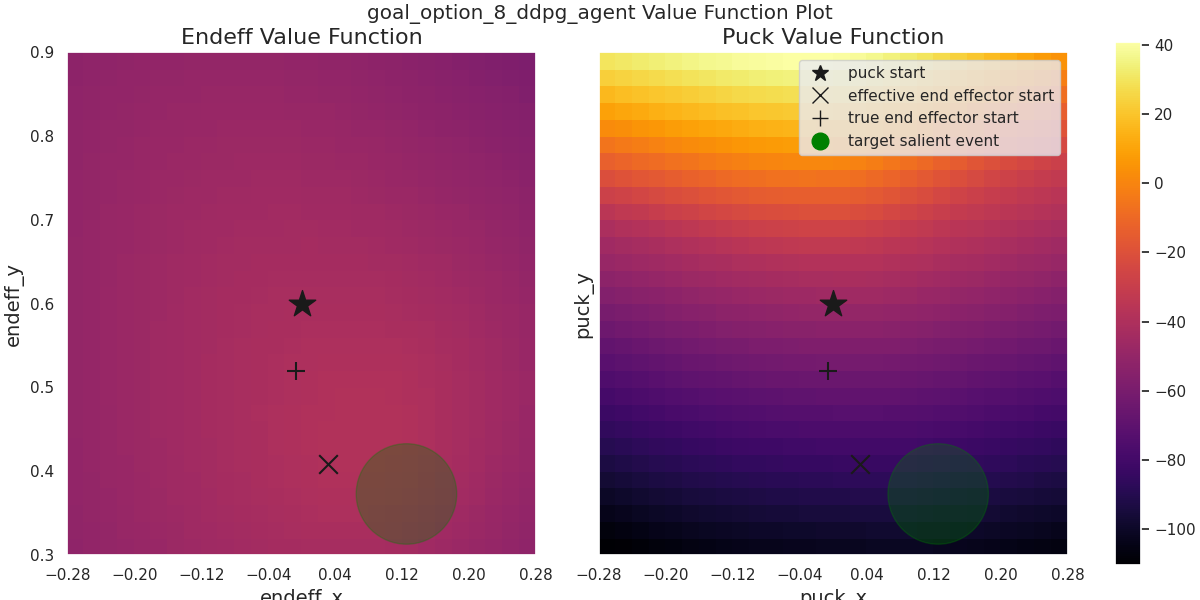 goal_option_8_ddpg_agent Value Function Plot
Endeff Value Function
Puck Value Function
0.9
0.8
0.7
0.6
0.5
0.4
0.3
endeff_y
−0.28 −0.20 −0.12 −0.04 0.04 0.12 0.20 0.28
endeff_x
puck start
effective end effector start
true end effector start
target salient event
puck_y
−0.28 −0.20 −0.12 −0.04 0.04 0.12 0.20 0.28
puck_x
40
20
0
−20
−40
−60
−80
−100